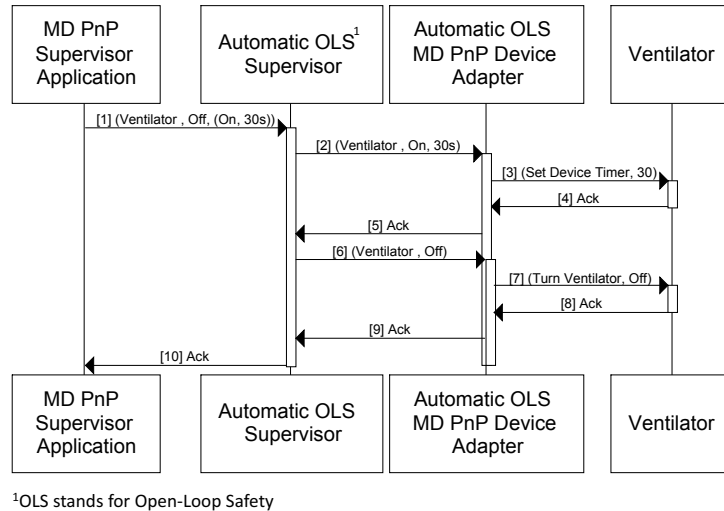 MD PnP
Supervisor
Application
Automatic OLS¹
Supervisor
Automatic OLS
MD PnP Device
Adapter
Ventilator
[1] (Ventilator , Off, (On, 30s))
[2] (Ventilator , On, 30s)
[3] (Set Device Timer, 30)
[4] Ack
[5] Ack
[6] (Ventilator , Off)
[7] (Turn Ventilator, Off)
[8] Ack
[9] Ack
[10] Ack
MD PnP
Supervisor
Application
Automatic OLS
Supervisor
Automatic OLS
MD PnP Device
Adapter
Ventilator
¹OLS stands for Open-Loop Safety